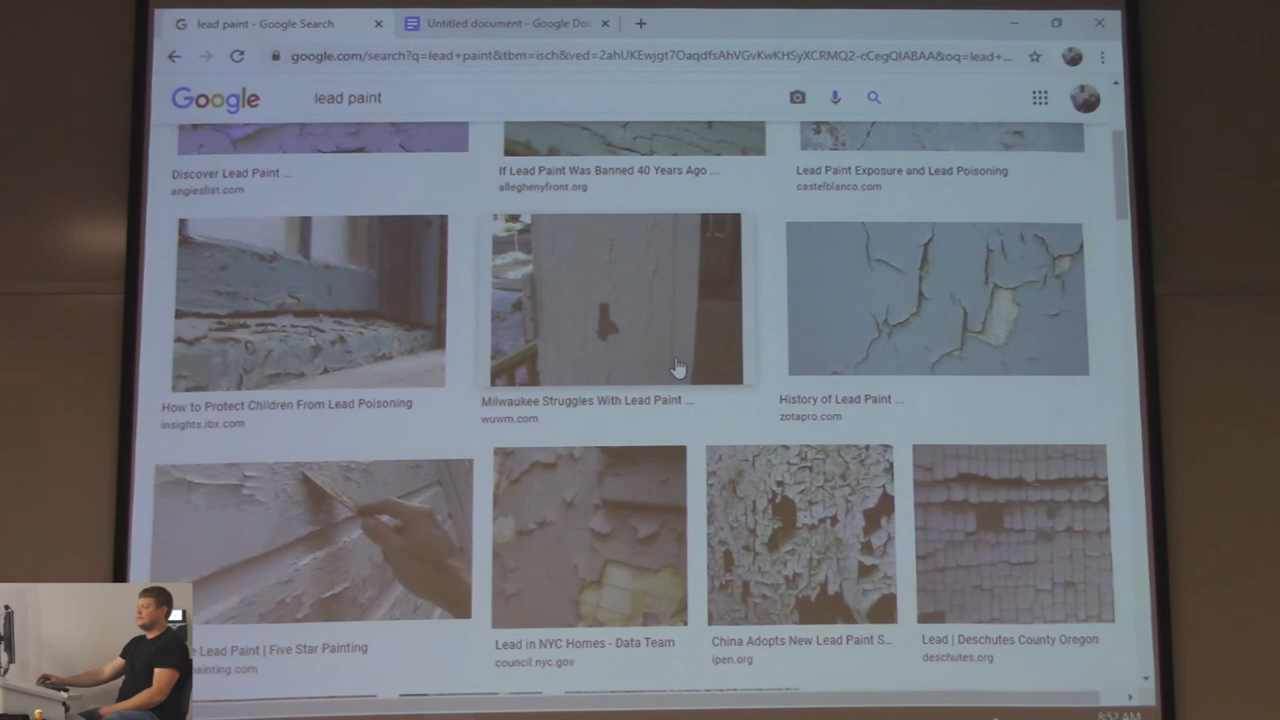 lead paint - Google Search
Untitled document - Google Do
google.com/search?q=lead+paint&tbm=isch&ved=2ahUKEwjgt7OaqdfsAhVGvKwKHSyXCRMQ2-cCegQIABAA&oq=lead+...
Google
lead paint
Discover Lead Paint ...
angieslist.com
If Lead Paint Was Banned 40 Years Ago ...
alleghenyfront.org
Lead Paint Exposure and Lead Poisoning
castelblanco.com
How to Protect Children From Lead Poisoning
insights.ibx.com
Milwaukee Struggles With Lead Paint ...
wuwm.com
History of Lead Paint ...
zotapro.com
Lead Paint | Five Star Painting
painting.com
Lead in NYC Homes - Data Team
council.nyc.gov
China Adopts New Lead Paint S...
ipen.org
Lead | Deschutes County Oregon
deschutes.org
8:52 AM